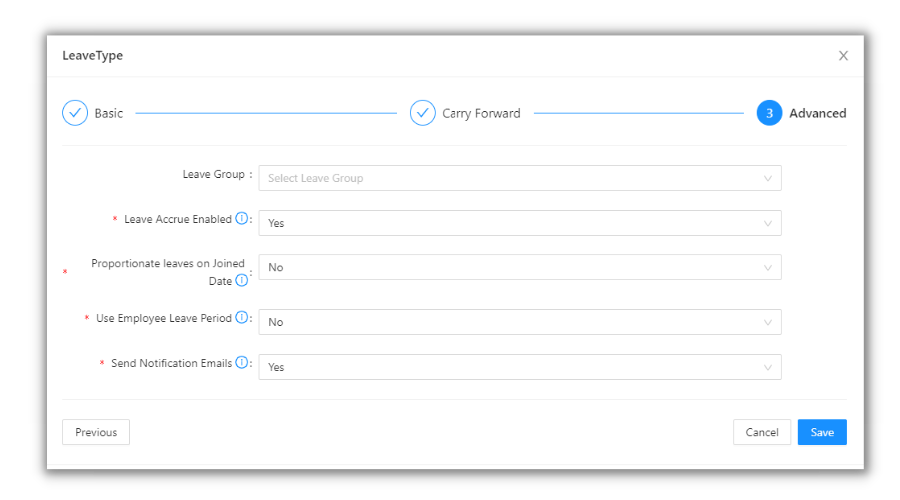 LeaveType
Basic
Carry Forward
3 Advanced
Leave Group :
Select Leave Group
* Leave Accrue Enabled :
Yes
* Proportionate leaves on Joined
Date :
No
* Use Employee Leave Period :
No
* Send Notification Emails :
Yes
Previous
Cancel
Save